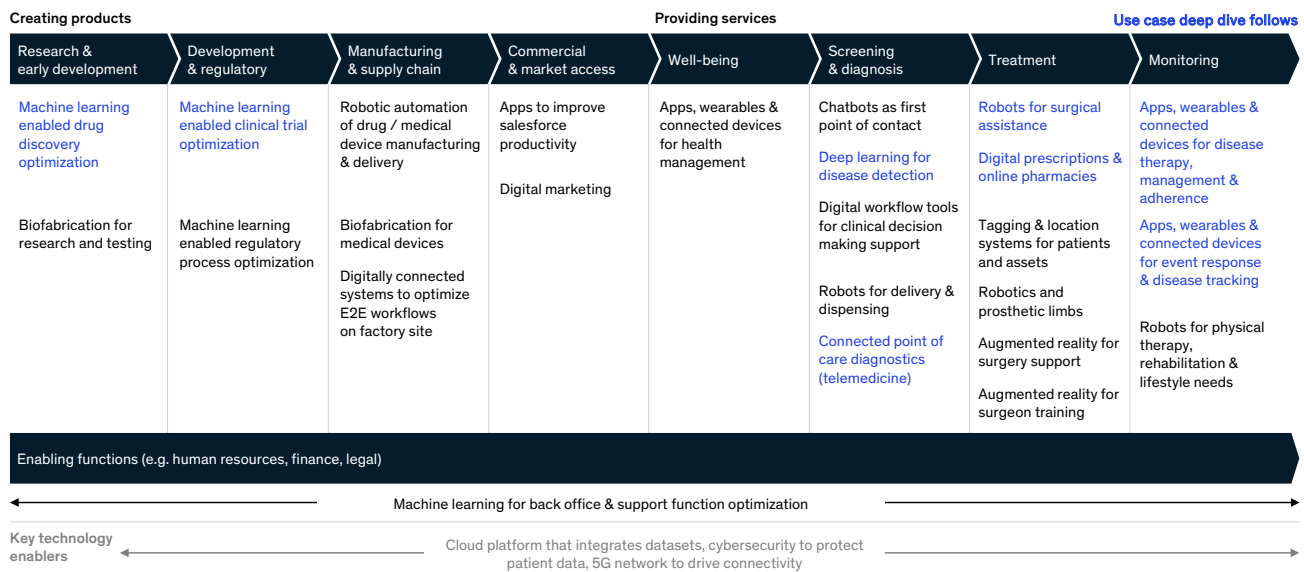 Creating products
Providing services
Use case deep dive follows
Research &
early development
Development
& regulatory
Manufacturing
& supply chain
Commercial
& market access
Well-being
Screening
& diagnosis
Treatment
Monitoring
Machine learning
enabled drug
discovery
optimization
Biofabrication for
research and testing
Machine learning
enabled clinical trial
optimization
Machine learning
enabled regulatory
process optimization
Robotic automation
of drug / medical
device manufacturing
& delivery
Biofabrication for
medical devices
Digitally connected
systems to optimize
E2E workflows
on factory site
Apps to improve
salesforce
productivity
Digital marketing
Apps, wearables &
connected devices
for health
management
Chatbots as first
point of contact
Deep learning for
disease detection
Digital workflow tools
for clinical decision
making support
Robots for delivery &
dispensing
Connected point of
care diagnostics
(telemedicine)
Robots for surgical
assistance
Digital prescriptions &
online pharmacies
Tagging & location
systems for patients
and assets
Robotics and
prosthetic limbs
Augmented reality for
surgery support
Augmented reality for
surgeon training
Apps, wearables &
connected
devices for disease
therapy,
management &
adherence
Apps, wearables &
connected devices
for event response
& disease tracking
Robots for physical
therapy,
rehabilitation &
lifestyle needs
Enabling functions (e.g. human resources, finance, legal)
Machine learning for back office & support function optimization
Key technology
enablers
Cloud platform that integrates datasets, cybersecurity to protect
patient data, 5G network to drive connectivity